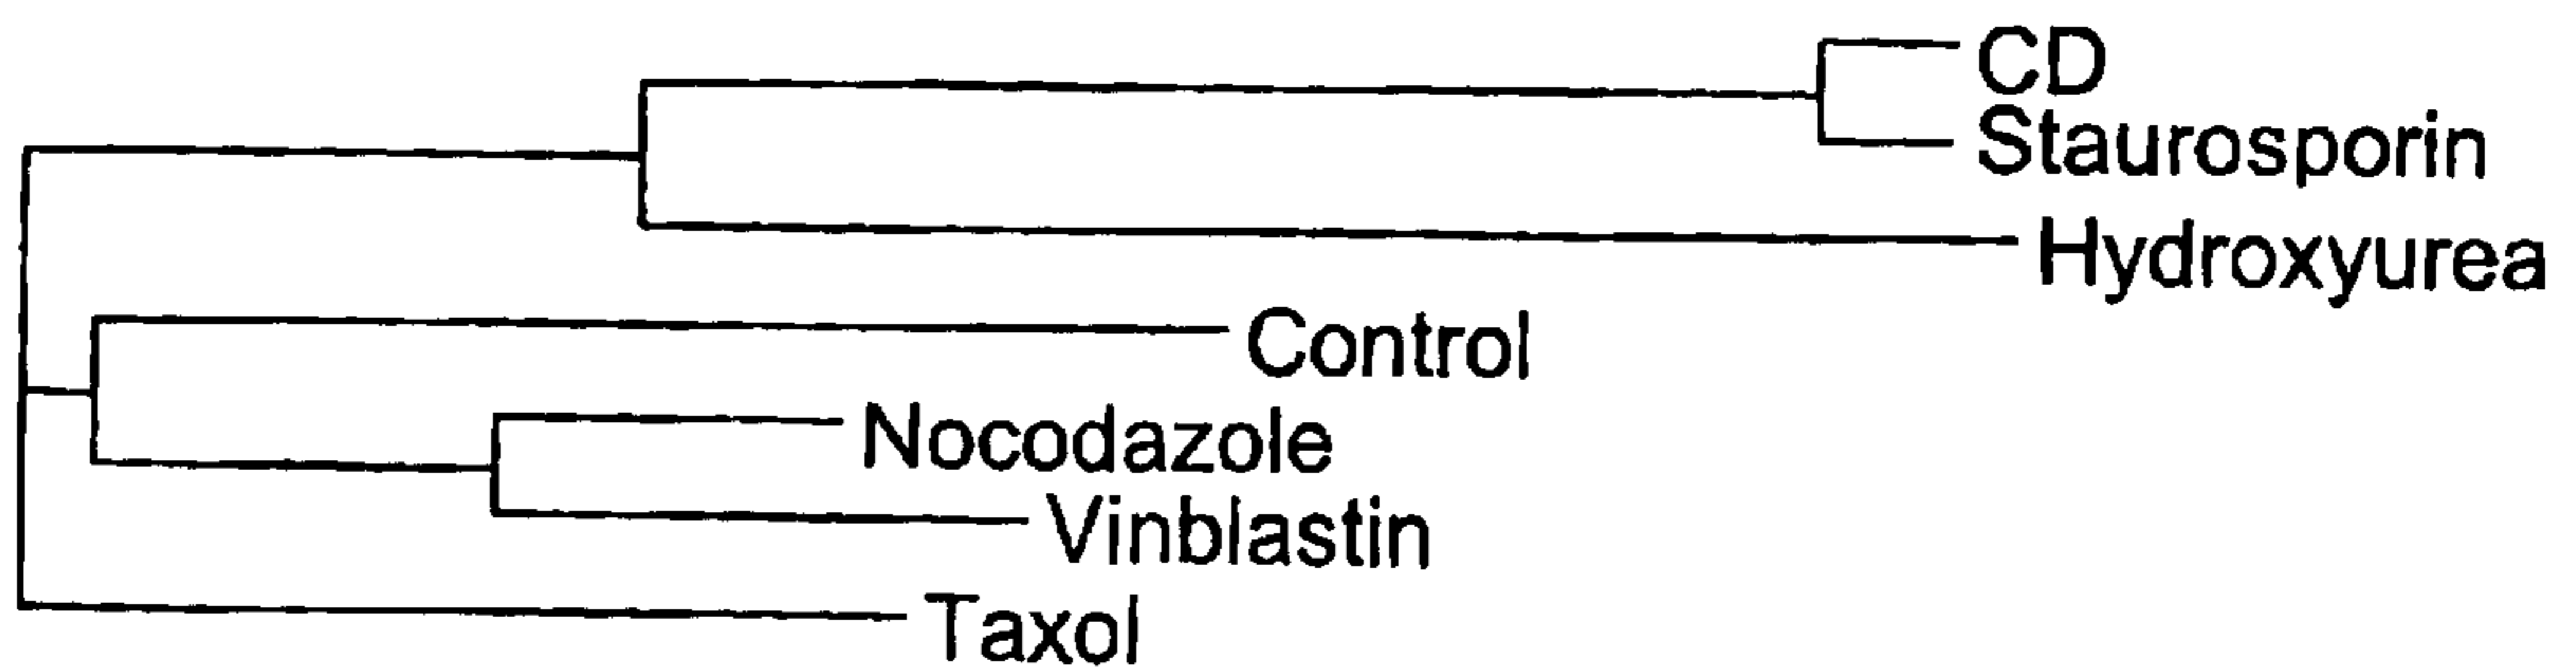 CD
Staurosporin
Hydroxyurea
Control
Nocodazole
Vinblastin
Taxol